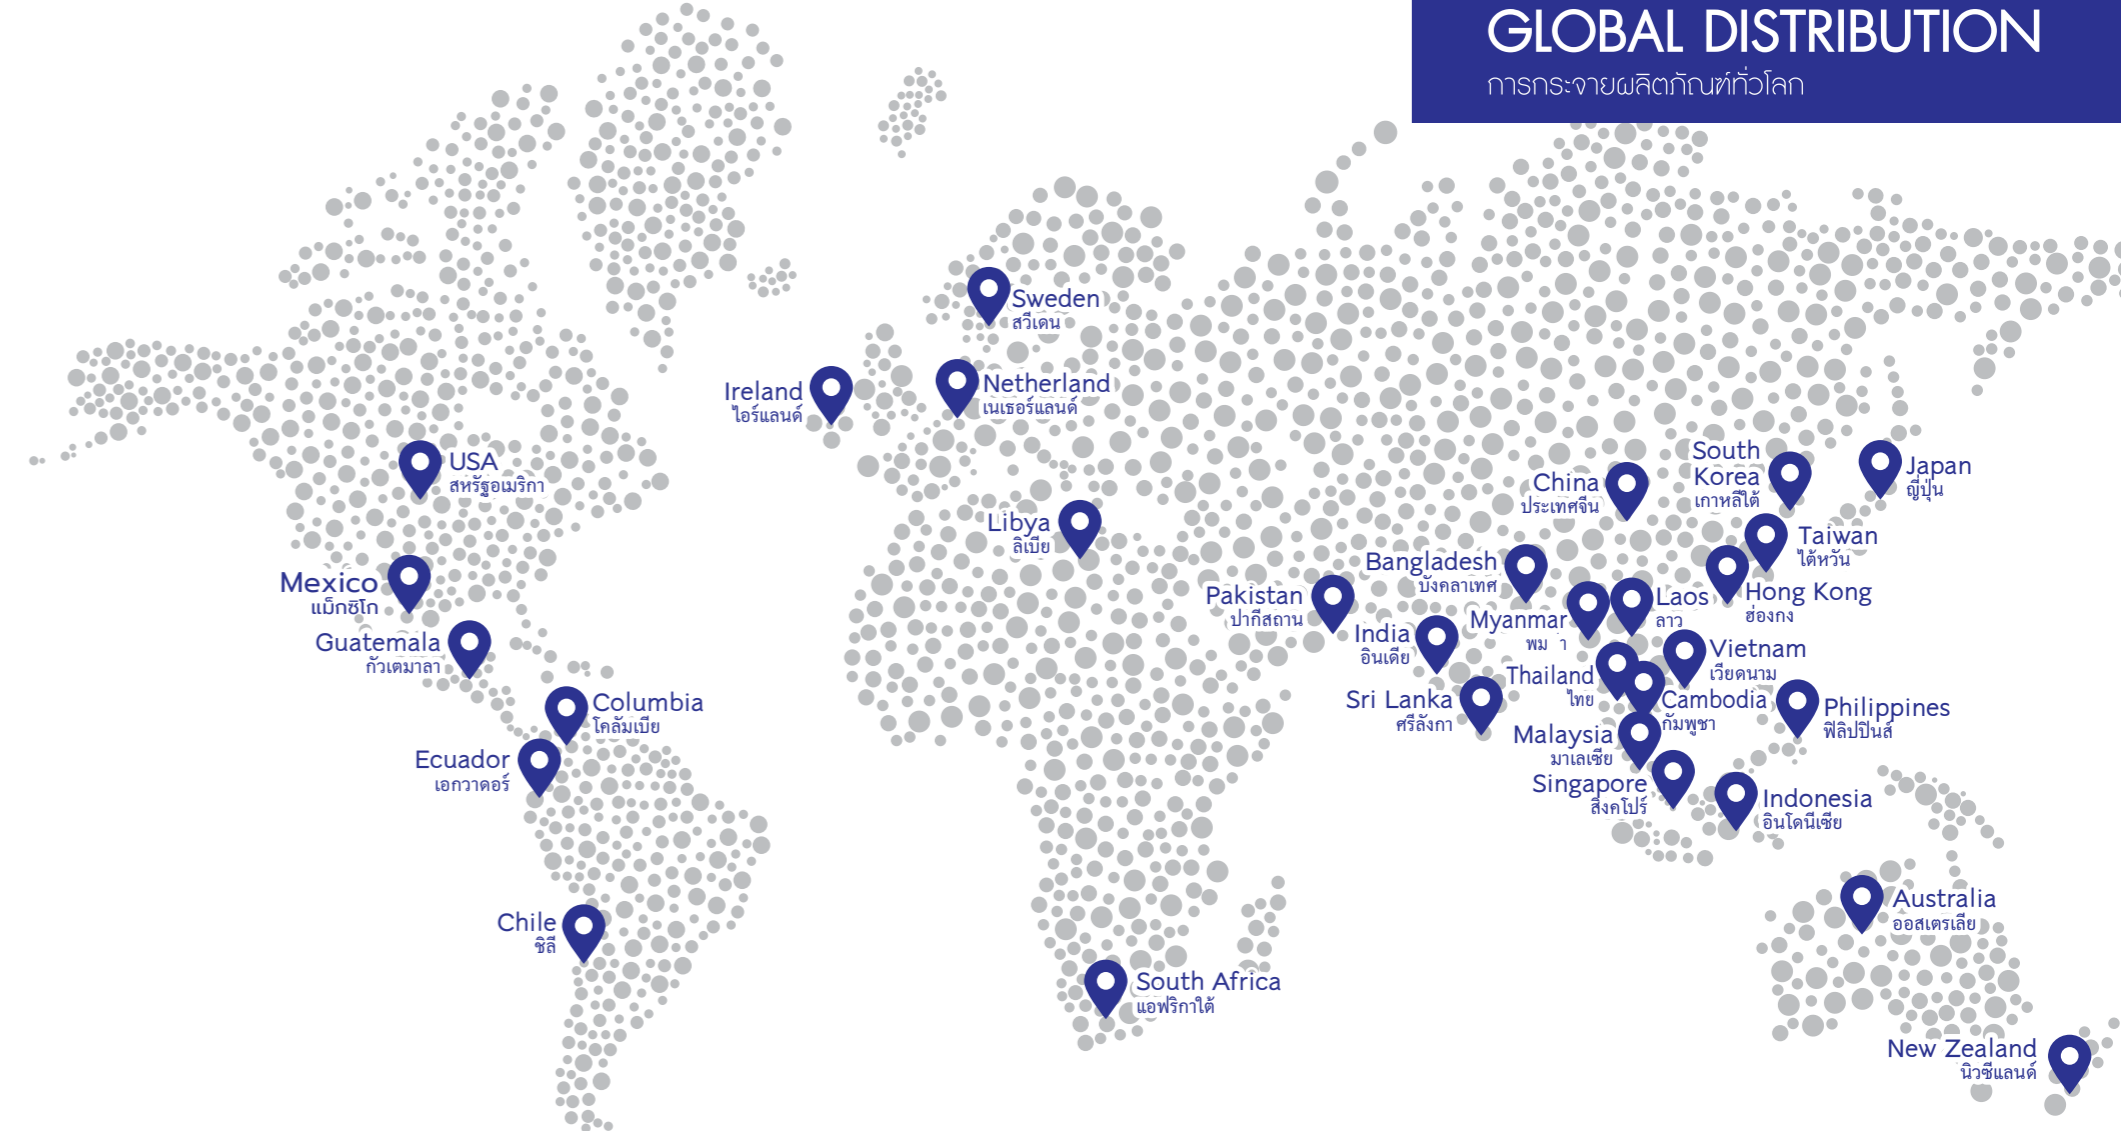 GLOBAL DISTRIBUTION
การกระจายผลิตภัณฑ์ทั่วโลก
Sweden
สวีเดน
Ireland
ไอร์แลนด์
Netherland
เนเธอร์แลนด์
USA
สหรัฐอเมริกา
Mexico
แม็กซิโก
Guatemala
กัวเตมาลา
Columbia
โคลัมเบีย
Ecuador
เอกวาดอร์
Chile
ชิลี
Libya
ลิเบีย
South Africa
แอฟริกาใต้
Pakistan
ปากีสถาน
India
อินเดีย
Sri Lanka
ศรีลังกา
Bangladesh
บังคลาเทศ
China
ประเทศจีน
South
Korea
เกาหลีใต้
Japan
ญี่ปุ่น
Taiwan
ไต้หวัน
Hong Kong
ฮ่องกง
Myanmar
พม ่า
Laos
ลาว
Vietnam
เวียดนาม
Thailand
ไทย
Cambodia
กัมพูชา
Philippines
ฟิลิปปินส์
Malaysia
มาเลเซีย
Singapore
สิงคโปร์
Indonesia
อินโดนีเซีย
Australia
ออสเตรเลีย
New Zealand
นิวซีแลนด์